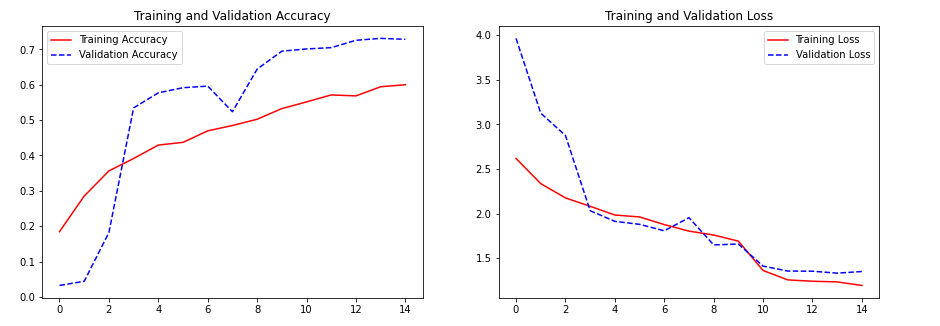 Training and Validation Accuracy
Training Accuracy
Validation Accuracy
0.7
0.6
0.5
0.4
0.3
0.2
0.1
0.0
0 2 4 6 8 10 12 14
Training and Validation Loss
Training Loss
Validation Loss
4.0
3.5
3.0
2.5
2.0
1.5
0 2 4 6 8 10 12 14